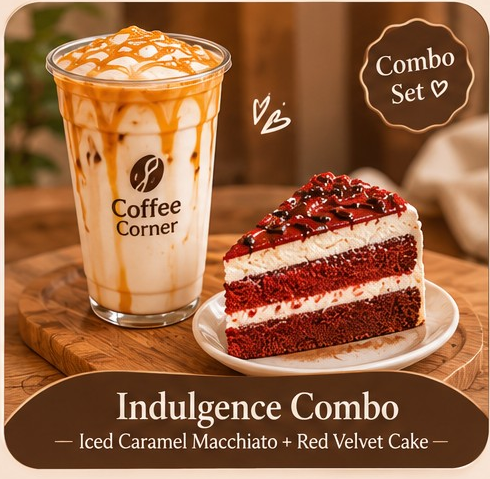 Combo
Set ♡
Coffee
Corner
Indulgence Combo
— Iced Caramel Macchiato + Red Velvet Cake —